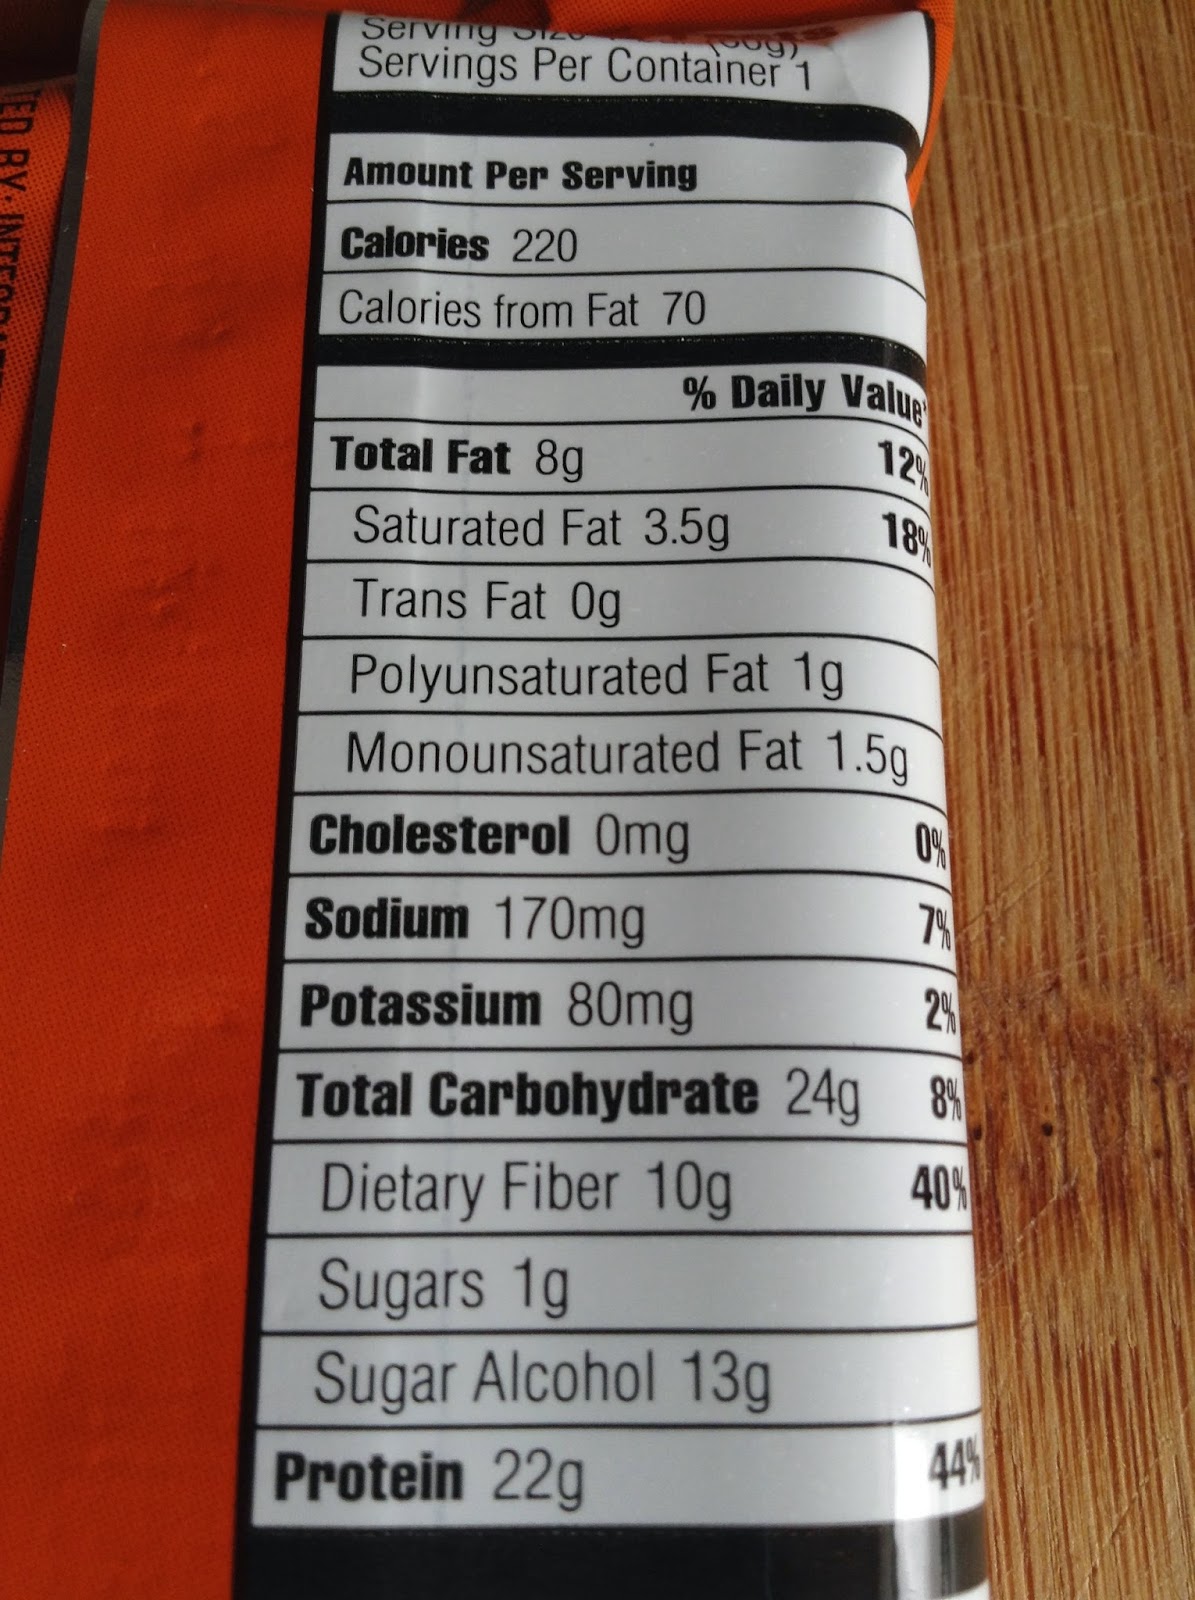 Serving
Servings Per Container 1
Amount Per Serving
Calories 220
Calories from Fat 70
% Daily Value*
Total Fat 8g 12%
Saturated Fat 3.5g 18%
Trans Fat 0g
Polyunsaturated Fat 1g
Monounsaturated Fat 1.5g
Cholesterol 0mg 0%
Sodium 170mg 7%
Potassium 80mg 2%
Total Carbohydrate 24g 8%
Dietary Fiber 10g 40%
Sugars 1g
Sugar Alcohol 13g
Protein 22g 44%
BY